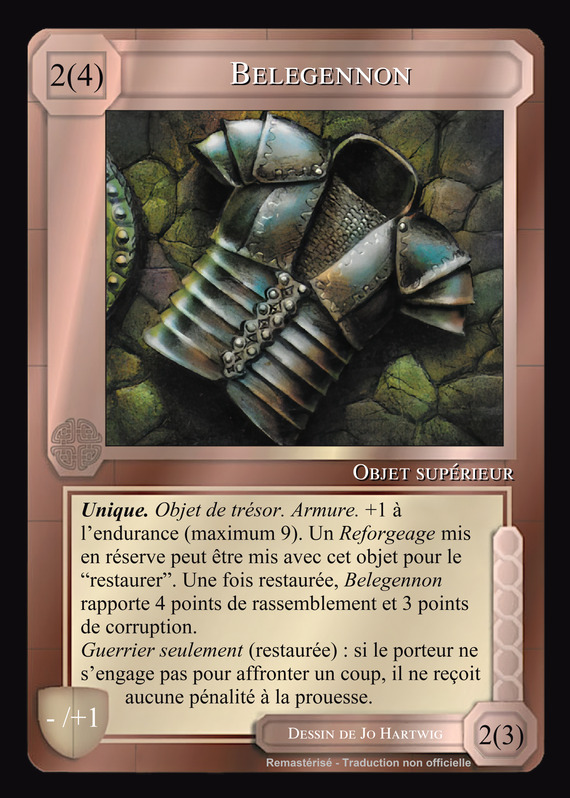 2(4)
Belegennon
Objet supérieur
Unique. Objet de trésor. Armure. +1 à
l'endurance (maximum 9). Un Reforgeage mis
en réserve peut être mis avec cet objet pour le
“restaurer”. Une fois restaurée, Belegennon
rapporte 4 points de rassemblement et 3 points
de corruption.
Guerrier seulement (restaurée) : si le porteur ne
s'engage pas pour affronter un coup, il ne reçoit
aucune pénalité à la prouesse.
- /+1
Dessin de Jo Hartwig
2(3)
Remastérisé - Traduction non officielle